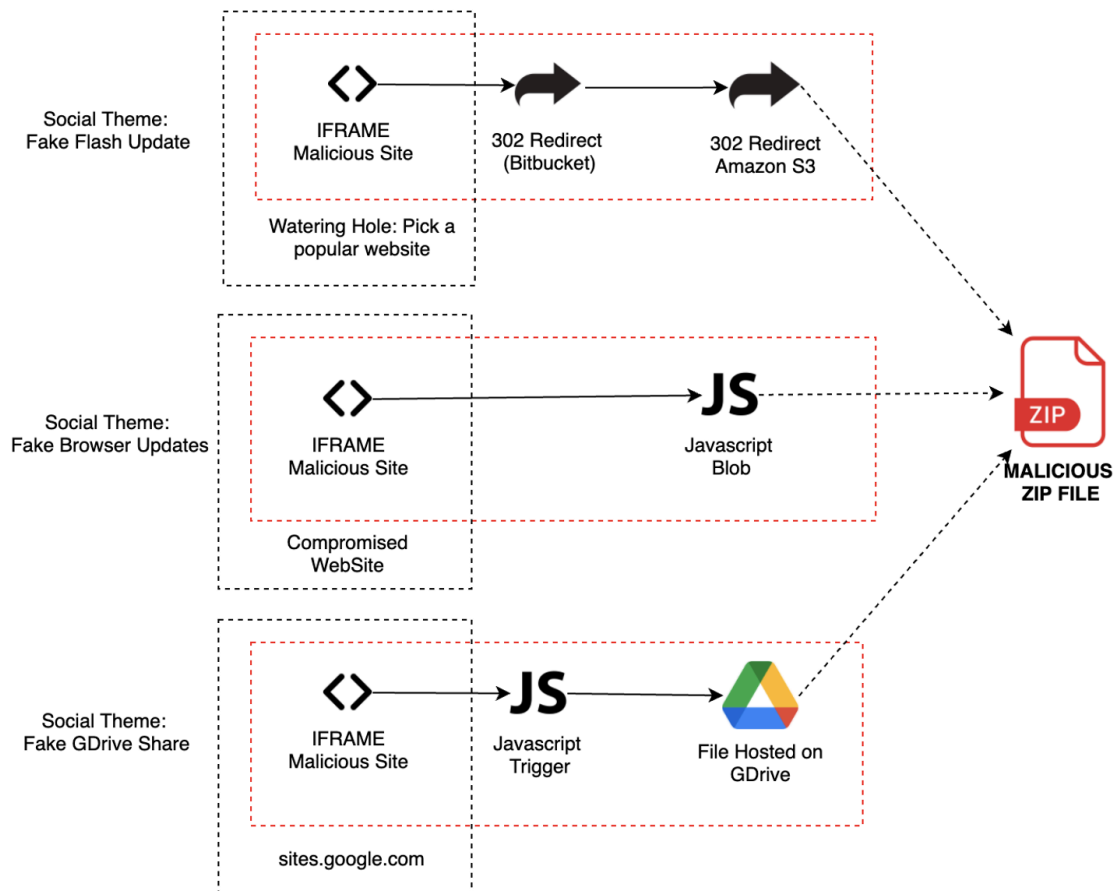 Social Theme:
Fake Flash Update
IFRAME
Malicious Site
302 Redirect
(Bitbucket)
302 Redirect
Amazon S3
Watering Hole: Pick a
popular website
Social Theme:
Fake Browser Updates
IFRAME
Malicious Site
JS
Javascript
Blob
Compromised
WebSite
ZIP
MALICIOUS
ZIP FILE
Social Theme:
Fake GDrive Share
IFRAME
Malicious Site
JS
Javascript
Trigger
File Hosted on
GDrive
sites.google.com